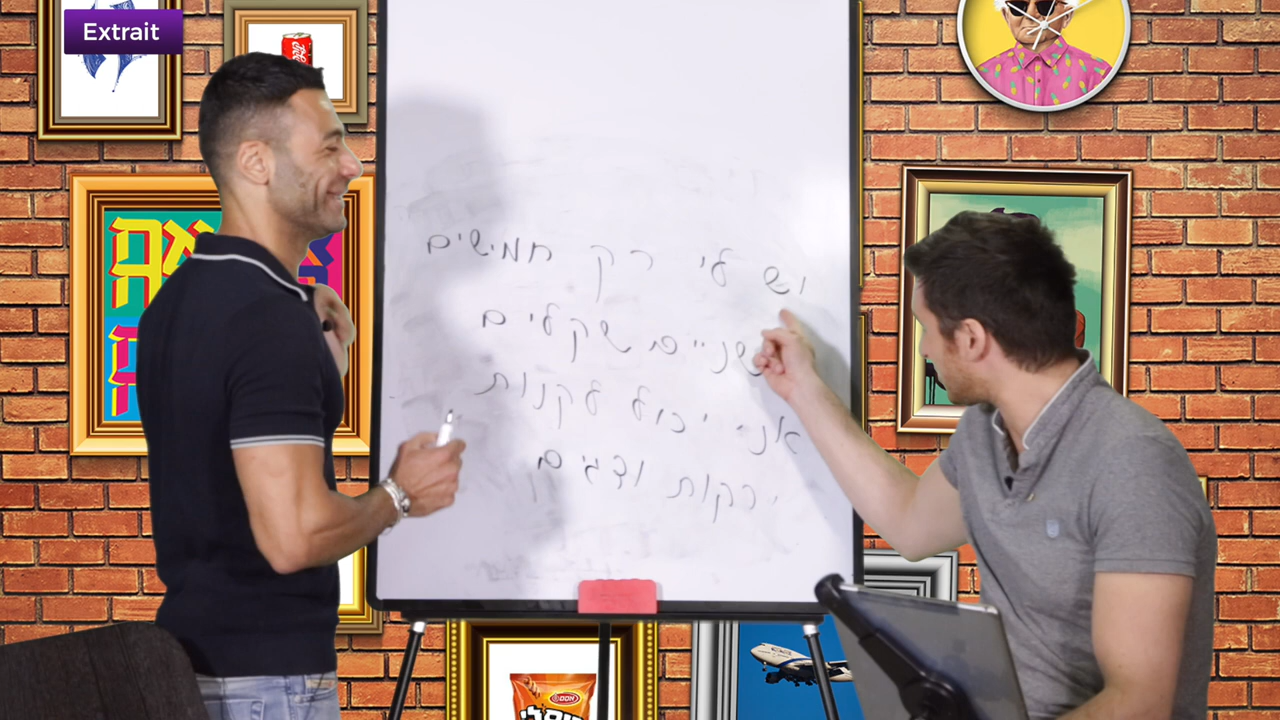 Extrait
יש לי רק חמישים
שניים שקלים
אני יכול לקנות
ירקות ודגים